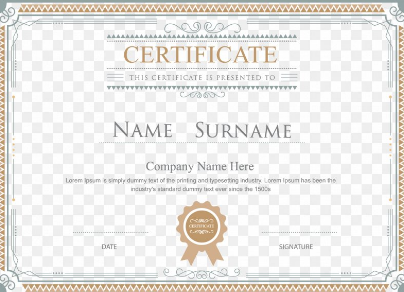 CERTIFICATE
THIS CERTIFICATE IS PRESENTED TO
NAME SURNAME
Company Name Here
Lorem Ipsum is simply dummy text of the printing and typesetting industry. Lorem Ipsum has been the
industry's standard dummy text ever since the 1500s
CERTIFICATE
DATE
SIGNATURE